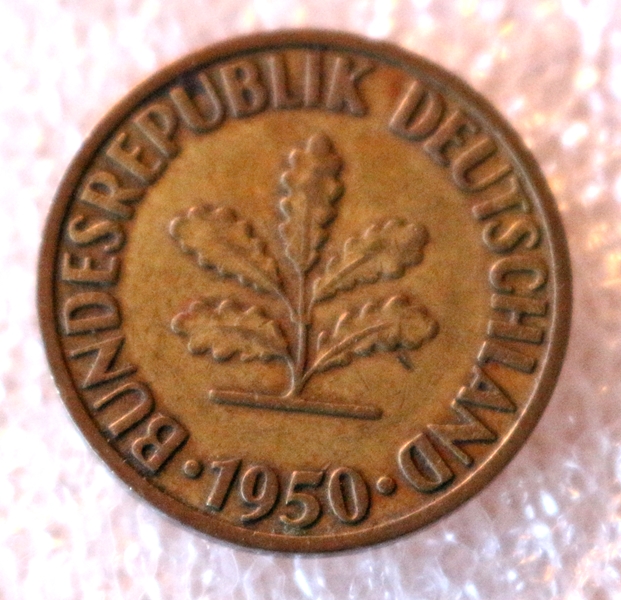 BUNDESREPUBLIK DEUTSCHLAND
· 1950 ·